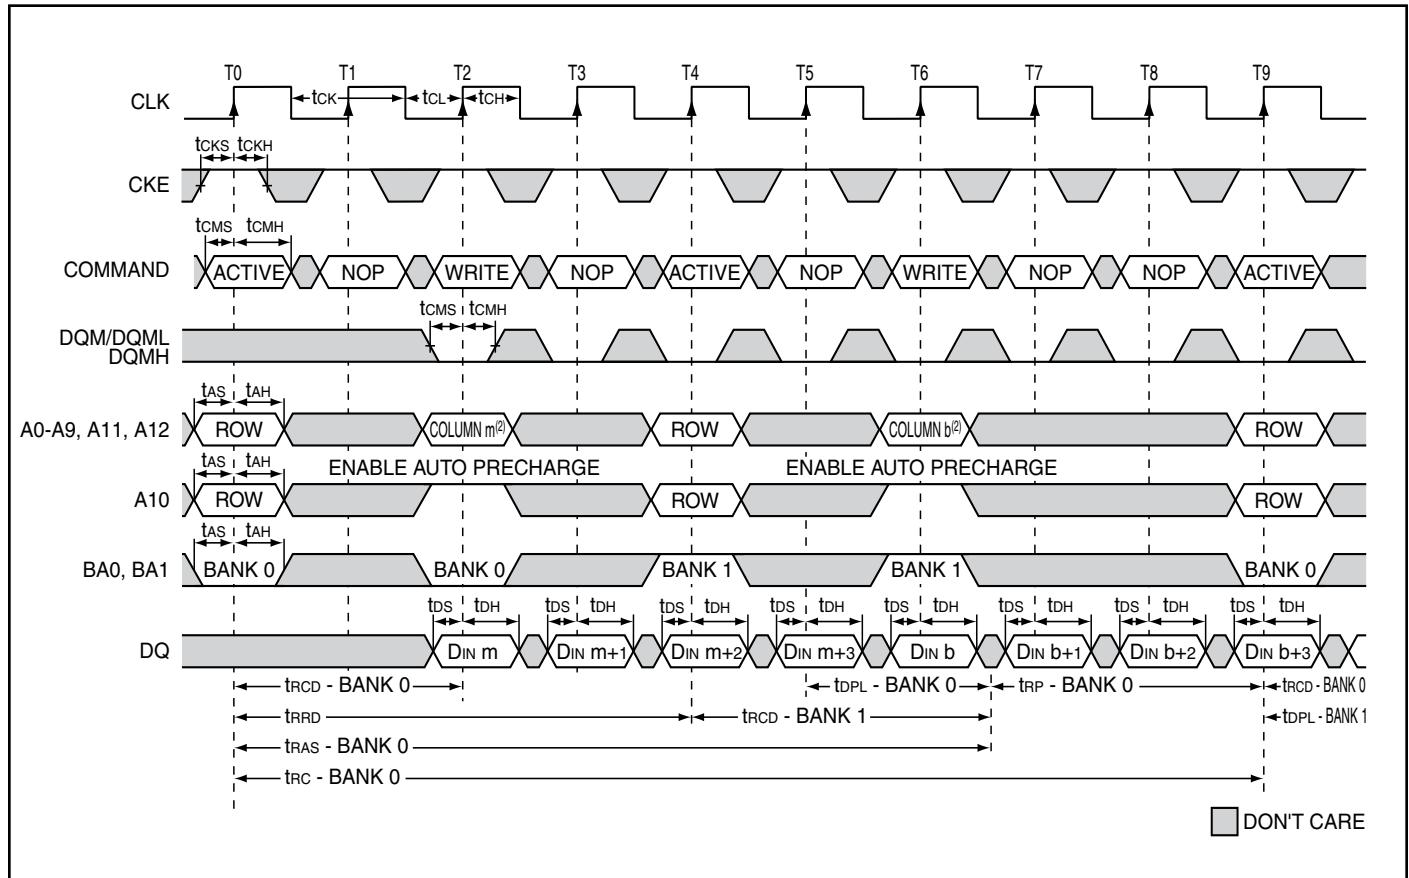 T0 T1 T2 T3 T4 T5 T6 T7 T8 T9
CLK tCK tCL tCH
tCKS tCKH
CKE
tCMS tCMH
COMMAND ACTIVE NOP WRITE NOP ACTIVE NOP WRITE NOP NOP ACTIVE
tCMS tCMH
DQM/DQML
DQMH
tAS tAH
A0-A9, A11, A12 ROW COLUMN m(2) ROW COLUMN b(2) ROW
tAS tAH ENABLE AUTO PRECHARGE ENABLE AUTO PRECHARGE
A10 ROW ROW ROW
tAS tAH
BA0, BA1 BANK 0 BANK 0 BANK 1 BANK 1 BANK 0
tDS tDH tDS tDH tDS tDH tDS tDH tDS tDH tDS tDH tDS tDH tDS tDH
DQ DIN m DIN m+1 DIN m+2 DIN m+3 DIN b DIN b+1 DIN b+2 DIN b+3
tRCD - BANK 0 tDPL - BANK 0 tRP - BANK 0 tRCD - BANK 0
tRRD tRCD - BANK 1 tDPL - BANK 1
tRAS - BANK 0
tRC - BANK 0
DON'T CARE